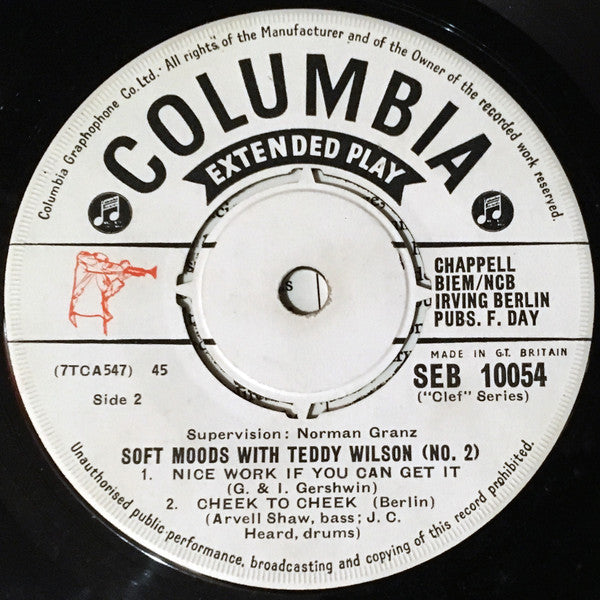 Columbia Graphophone Co. Ltd. · All rights of the Manufacturer and of the Owner of the recorded work reserved.
COLUMBIA
EXTENDED PLAY
CHAPPELL
BIEM/NCB
IRVING BERLIN
PUBS. F. DAY
MADE IN GT. BRITAIN
(7TCA547) 45
SEB 10054
Side 2
("Clef" Series)
Supervision: Norman Granz
SOFT MOODS WITH TEDDY WILSON (NO. 2)
1. NICE WORK IF YOU CAN GET IT
(G. & I. Gershwin)
2. CHEEK TO CHEEK (Berlin)
(Arvell Shaw, bass; J. C.
Heard, drums)
Unauthorised public performance, broadcasting and copying of this record prohibited.